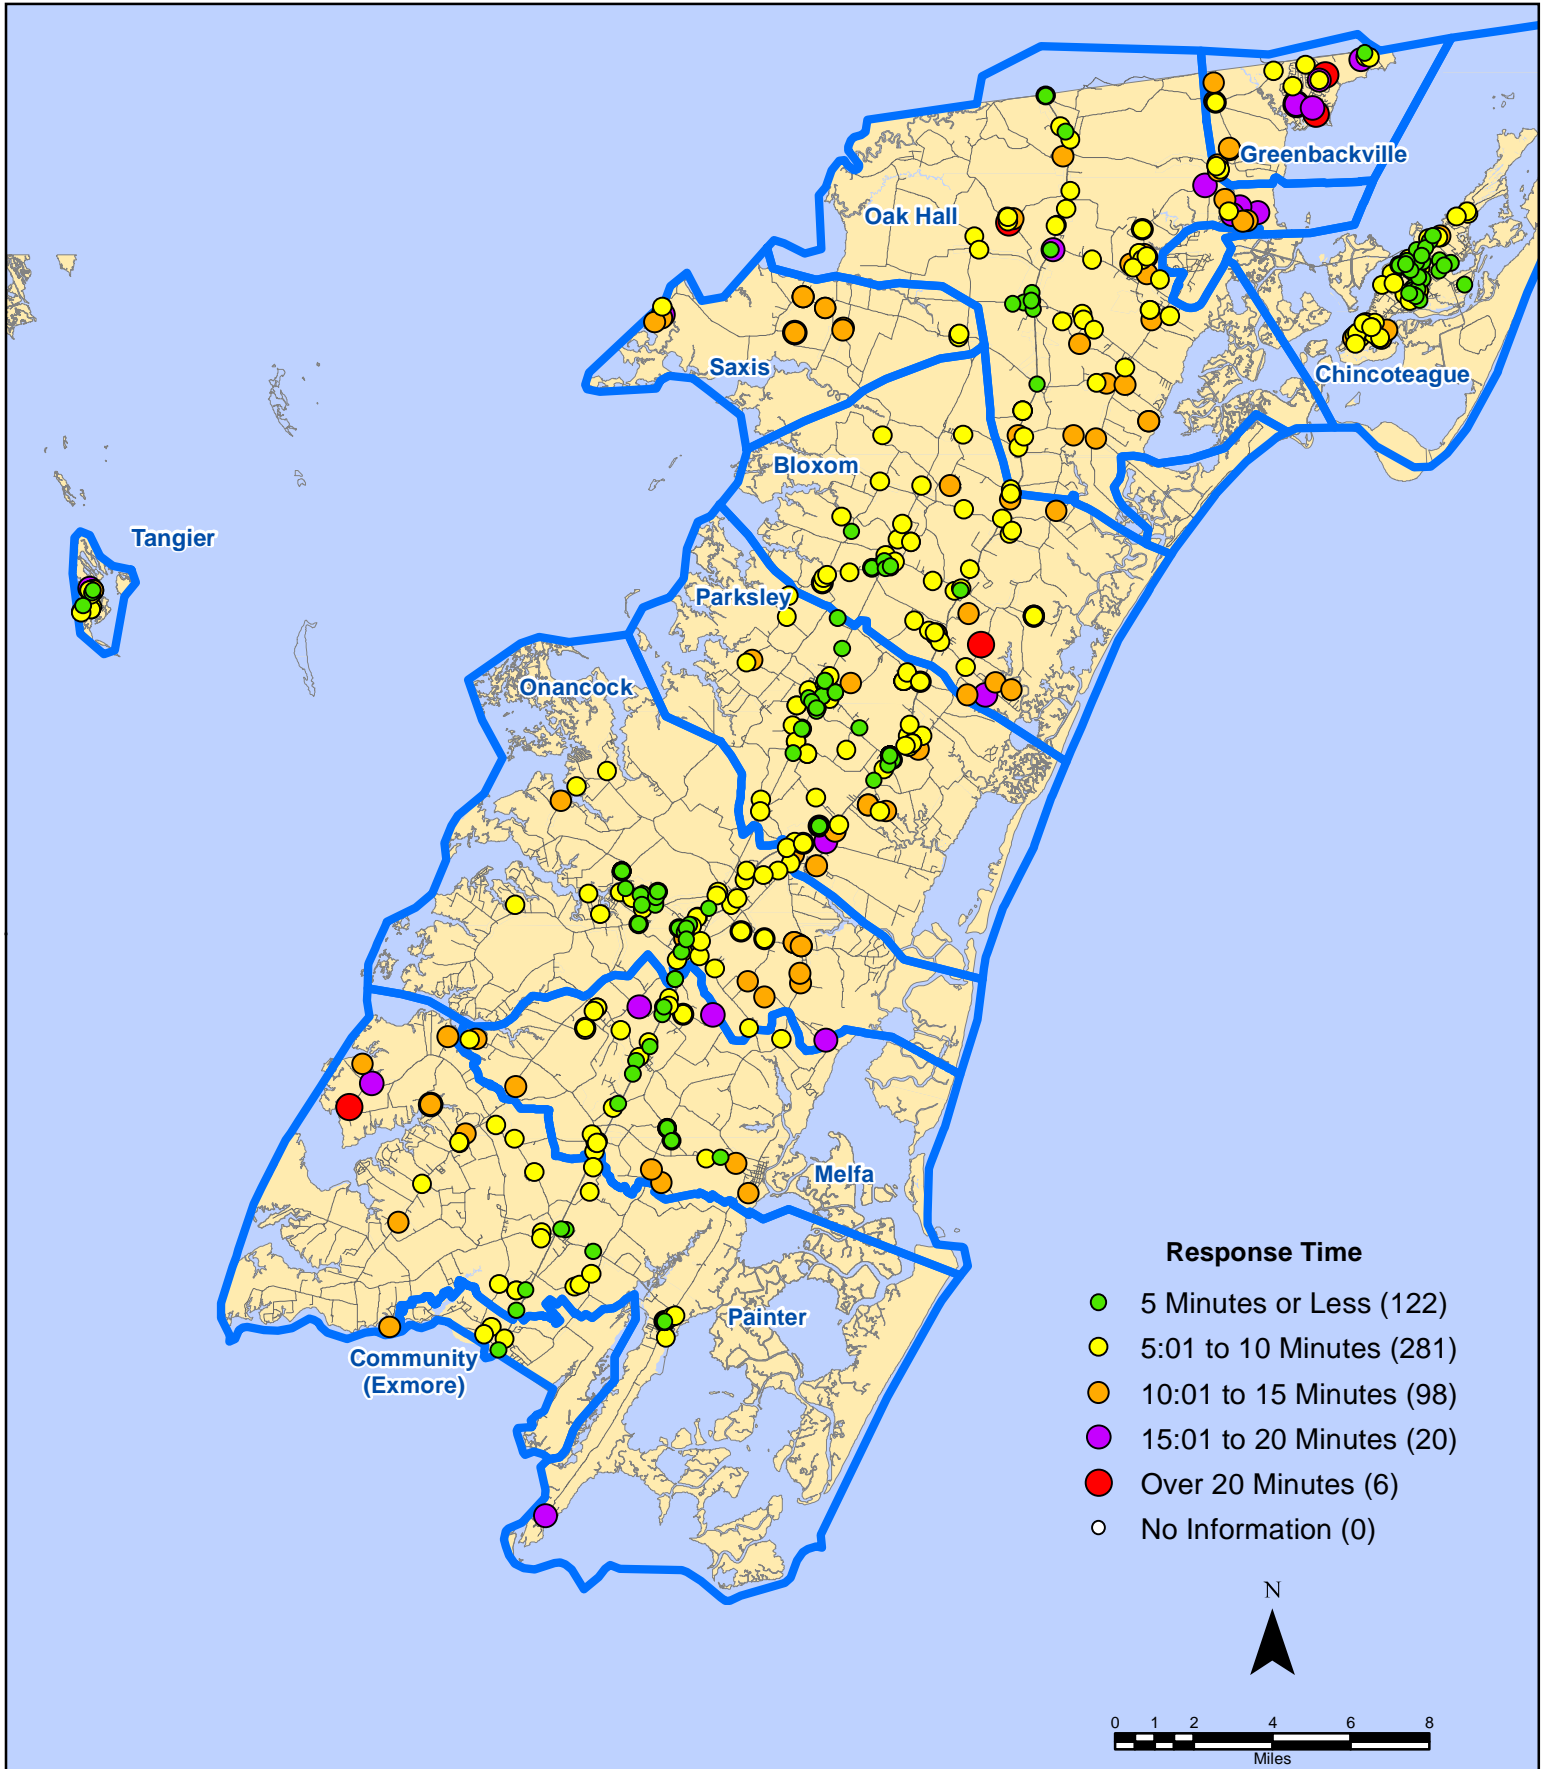 Greenbackville
Oak Hall
Saxis
Chincoteague
Bloxom
Tangier
Parksley
Onancock
Melfa
Painter
Community
(Exmore)
Response Time
5 Minutes or Less (122)
5:01 to 10 Minutes (281)
10:01 to 15 Minutes (98)
15:01 to 20 Minutes (20)
Over 20 Minutes (6)
No Information (0)
N
0 1 2 4 6 8
Miles